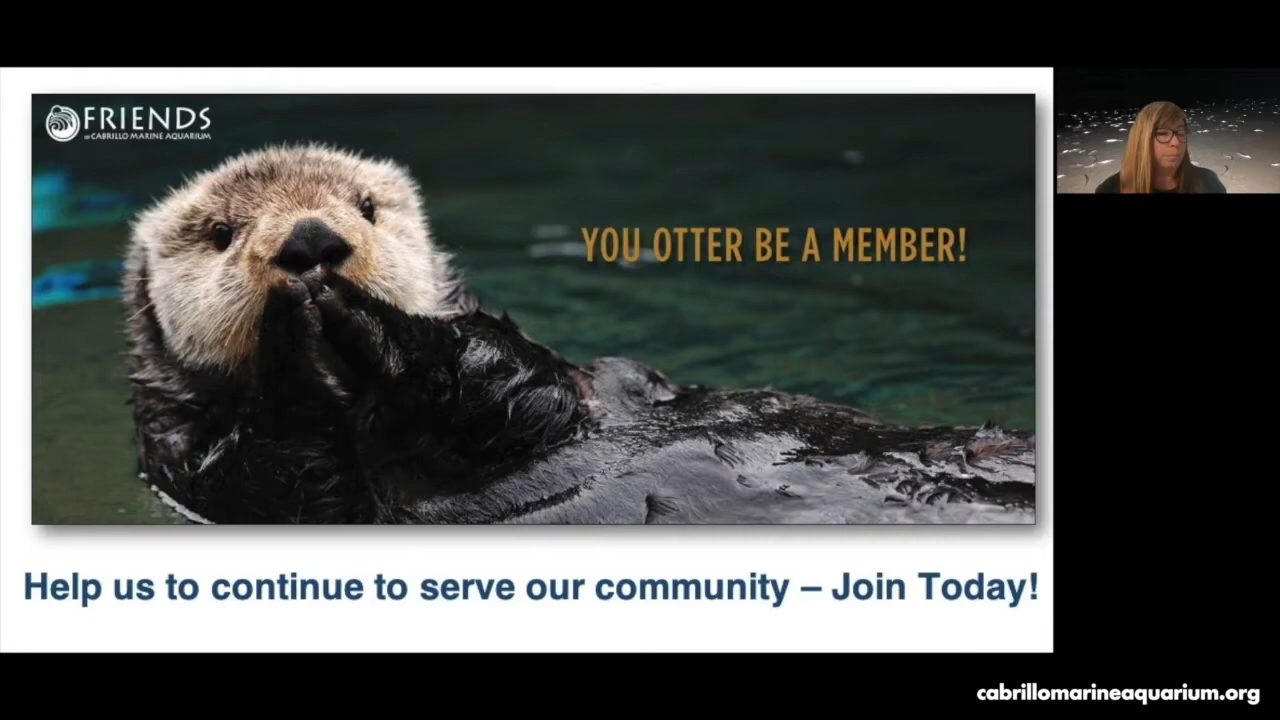 FRIENDS
OF CABRILLO MARINE AQUARIUM
YOU OTTER BE A MEMBER!
Help us to continue to serve our community – Join Today!
cabrillomarineaquarium.org